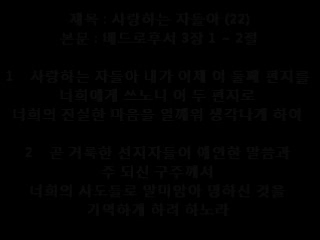 제목 : 사랑하는 자들아 (22)
본문 : 베드로후서 3장 1 ~ 2절
1 사랑하는 자들아 내가 이제 이 둘째 편지를
너희에게 쓰노니 이 두 편지로
너희의 진실한 마음을 일깨워 생각나게 하여
2 곧 거룩한 선지자들이 예언한 말씀과
주 되신 구주께서
너희의 사도들로 말미암아 명하신 것을
기억하게 하려 하노라